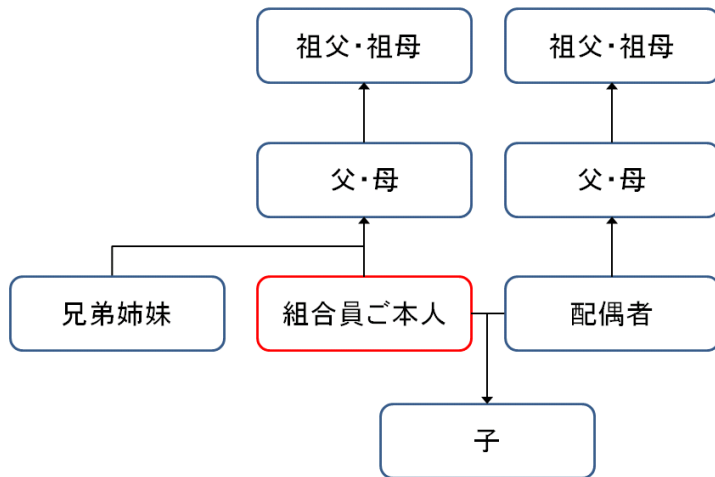 祖父・祖母
祖父・祖母
父・母
父・母
兄弟姉妹
組合員ご本人
配偶者
子